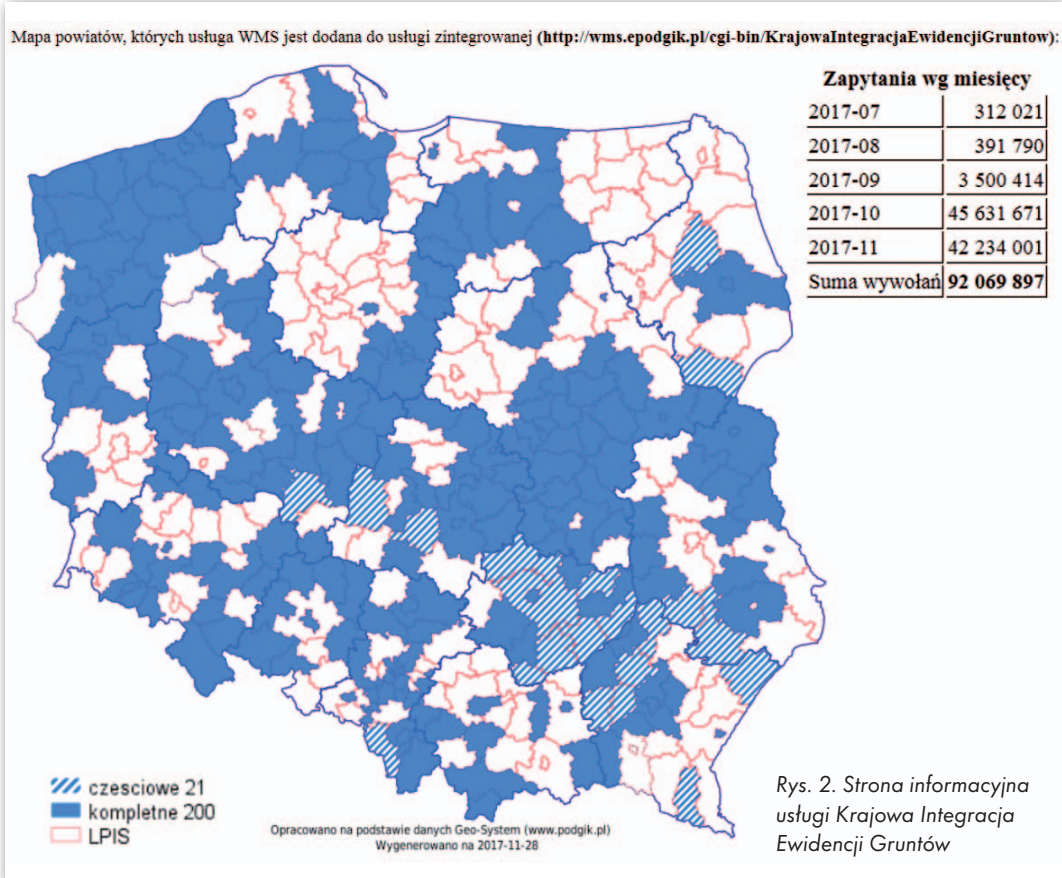 Mapa powiatów, których usługa WMS jest dodana do usługi zintegrowanej (http://wms.epodgik.pl/cgi-bin/KrajowaIntegracjaEwidencjiGruntow):
Zapytania wg miesięcy
2017-07 312 021
2017-08 391 790
2017-09 3 500 414
2017-10 45 631 671
2017-11 42 234 001
Suma wywołań 92 069 897
czesciowe 21
kompletne 200
LPIS
Opracowano na podstawie danych Geo-System (www.podgik.pl)
Wygenerowano na 2017-11-28
Rys. 2. Strona informacyjna
usługi Krajowa Integracja
Ewidencji Gruntów